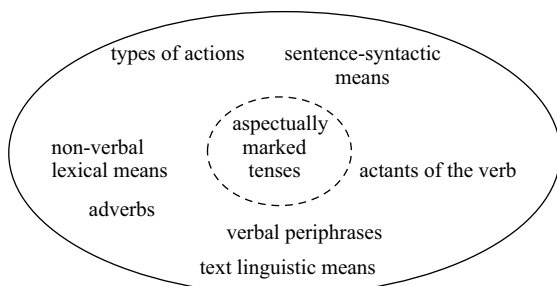 types of actions
sentence-syntactic
means
aspectually
marked
tenses
non-verbal
lexical means
actants of the verb
adverbs
verbal periphrases
text linguistic means